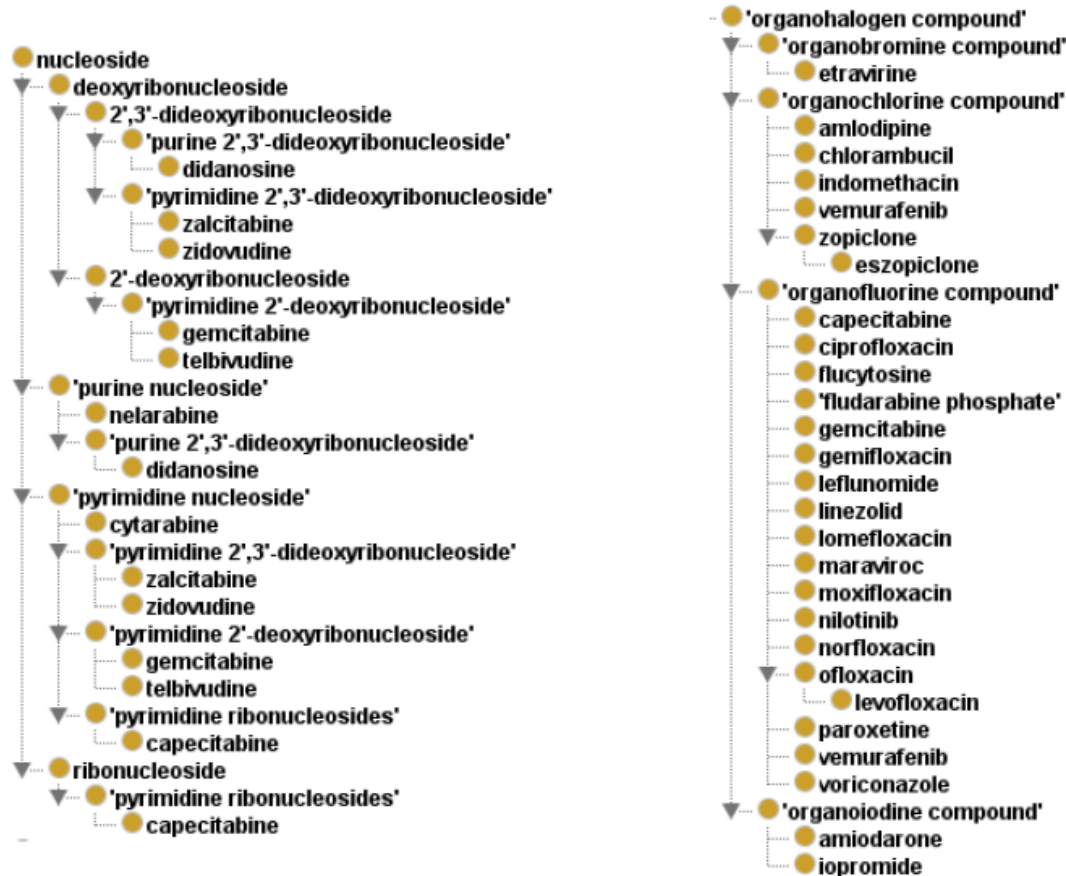 nucleoside
deoxyribonucleoside
2',3'-dideoxyribonucleoside
'purine 2',3'-dideoxyribonucleoside'
didanosine
'pyrimidine 2',3'-dideoxyribonucleoside'
zalcitabine
zidovudine
2'-deoxyribonucleoside
'pyrimidine 2'-deoxyribonucleoside'
gemcitabine
telbivudine
'purine nucleoside'
nelarabine
'purine 2',3'-dideoxyribonucleoside'
didanosine
'pyrimidine nucleoside'
cytarabine
'pyrimidine 2',3'-dideoxyribonucleoside'
zalcitabine
zidovudine
'pyrimidine 2'-deoxyribonucleoside'
gemcitabine
telbivudine
'pyrimidine ribonucleosides'
capecitabine
ribonucleoside
'pyrimidine ribonucleosides'
capecitabine
'organohalogen compound'
'organobromine compound'
etravirine
'organochlorine compound'
amlodipine
chlorambucil
indomethacin
vemurafenib
zopiclone
eszopiclone
'organofluorine compound'
capecitabine
ciprofloxacin
flucytosine
'fludarabine phosphate'
gemcitabine
gemifloxacin
leflunomide
linezolid
lomefloxacin
maraviroc
moxifloxacin
nilotinib
norfloxacin
ofloxacin
levofloxacin
paroxetine
vemurafenib
voriconazole
'organoiodine compound'
amiodarone
iopromide